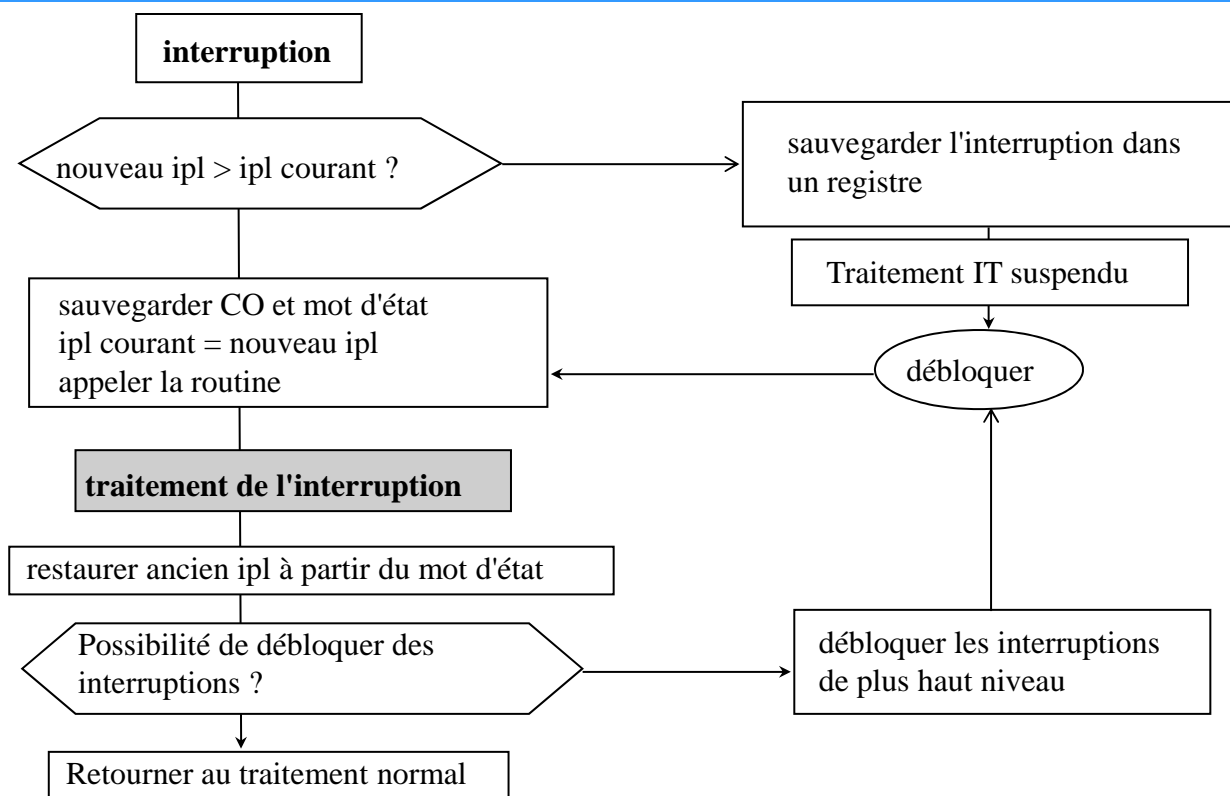 interruption
nouveau ipl > ipl courant ?
sauvegarder l'interruption dans
un registre
Traitement IT suspendu
sauvegarder CO et mot d'état
ipl courant = nouveau ipl
appeler la routine
débloquer
traitement de l'interruption
restaurer ancien ipl à partir du mot d'état
Possibilité de débloquer des
interruptions ?
débloquer les interruptions
de plus haut niveau
Retourner au traitement normal